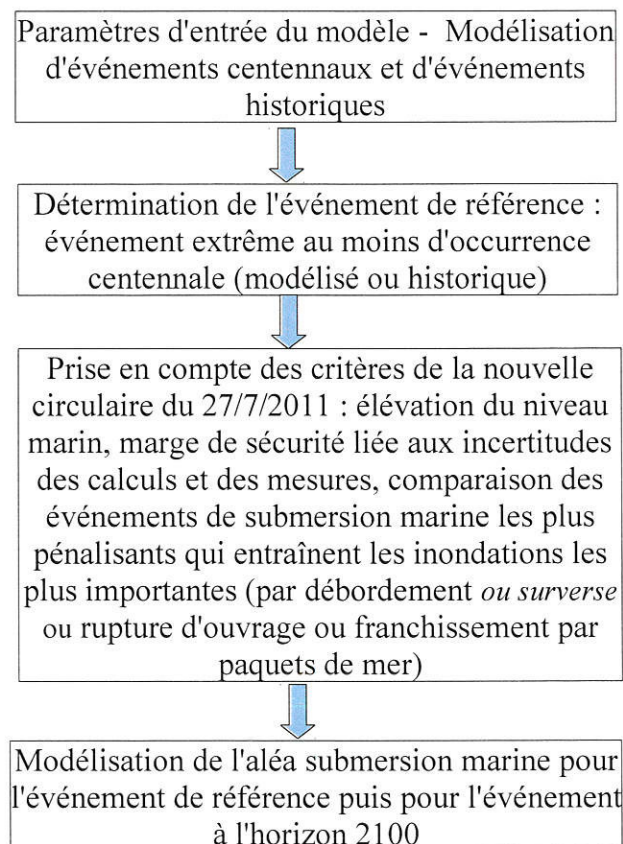 Paramètres d'entrée du modèle - Modélisation
d'événements centennaux et d'événements
historiques
Détermination de l'événement de référence :
événement extrême au moins d'occurrence
centennale (modélisé ou historique)
Prise en compte des critères de la nouvelle
circulaire du 27/7/2011 : élévation du niveau
marin, marge de sécurité liée aux incertitudes
des calculs et des mesures, comparaison des
événements de submersion marine les plus
pénalisants qui entraînent les inondations les
plus importantes (par débordement ou surverse
ou rupture d'ouvrage ou franchissement par
paquets de mer)
Modélisation de l'aléa submersion marine pour
l'événement de référence puis pour l'événement
à l'horizon 2100